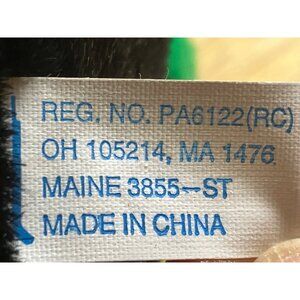 REG. NO. PA6122(RC)
OH 105214, MA 1476
MAINE 3855-ST
MADE IN CHINA